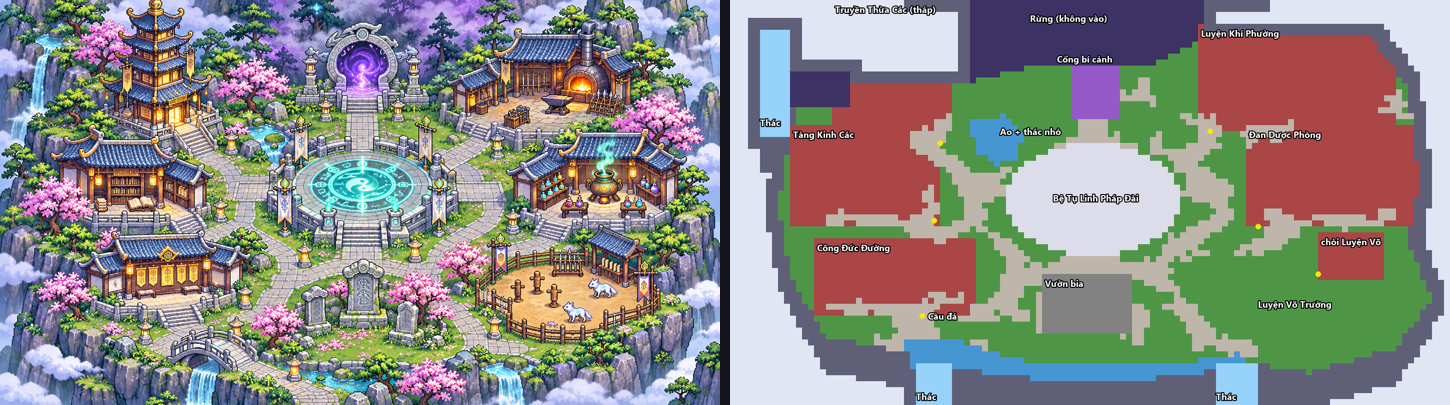 Truyền Thừa Các (tháp)
Rừng (không vào)
Luyện Khí Phường
Cổng bí cảnh
Thác
Tàng Kinh Các
Ao + thác nhỏ
Đan Dược Phòng
Bệ Tụ Linh Pháp Đài
Công Đức Đường
chòi Luyện Võ
Vườn bia
Luyện Võ Trường
Cầu đá
Thác
Thác